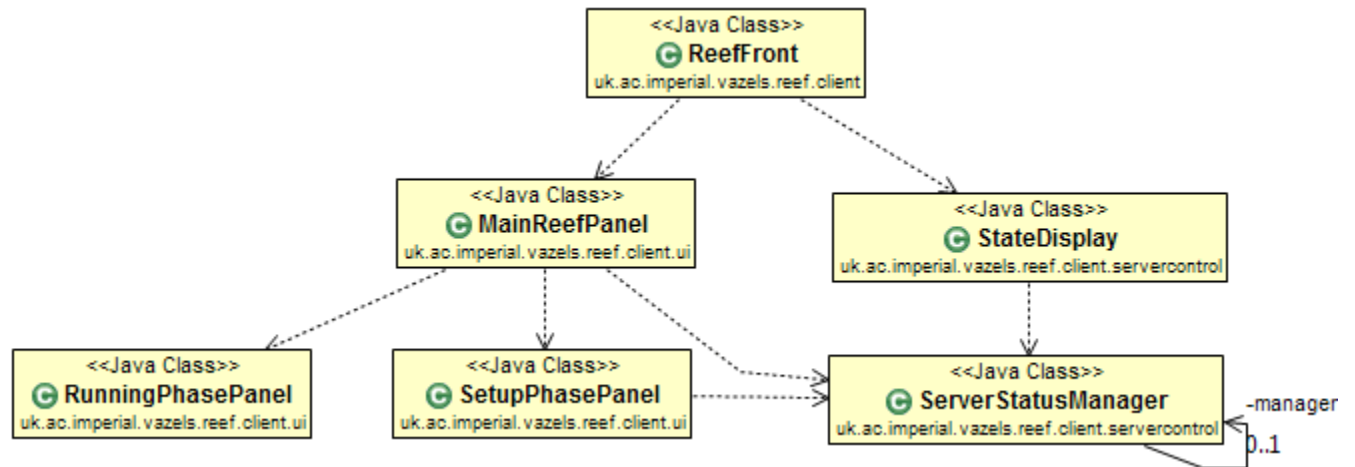 <<Java Class>>
C ReefFront
uk.ac.imperial.vazels.reef.client
<<Java Class>>
C MainReefPanel
uk.ac.imperial.vazels.reef.client.ui
<<Java Class>>
C StateDisplay
uk.ac.imperial.vazels.reef.client.servercontrol
<<Java Class>>
C RunningPhasePanel
uk.ac.imperial.vazels.reef.client.ui
<<Java Class>>
C SetupPhasePanel
uk.ac.imperial.vazels.reef.client.ui
<<Java Class>>
C ServerStatusManager
uk.ac.imperial.vazels.reef.client.servercontrol
-manager
0..1